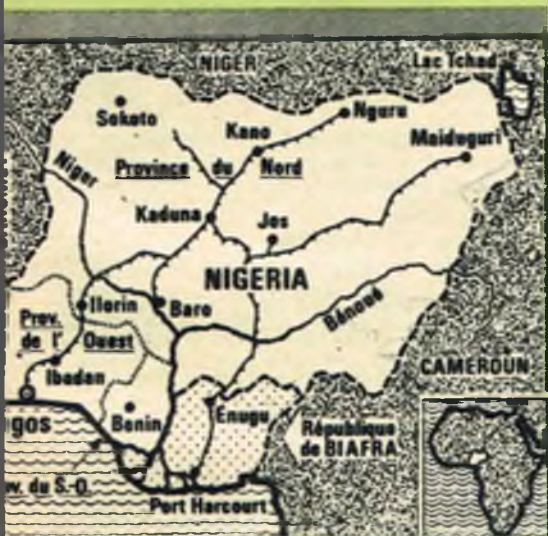 NIGER
Lac Tchad
Sokoto
Nguru
Kano
Maiduguri
Niger
Province du Nord
Kaduna
Jos
NIGERIA
Ilorin
Baro
Bénoué
Prov.
de l' Ouest
Ibadan
CAMEROUN
Benin
Enugu
République
de BIAFRA
gos
ov. du S.-O.
Port Harcourt